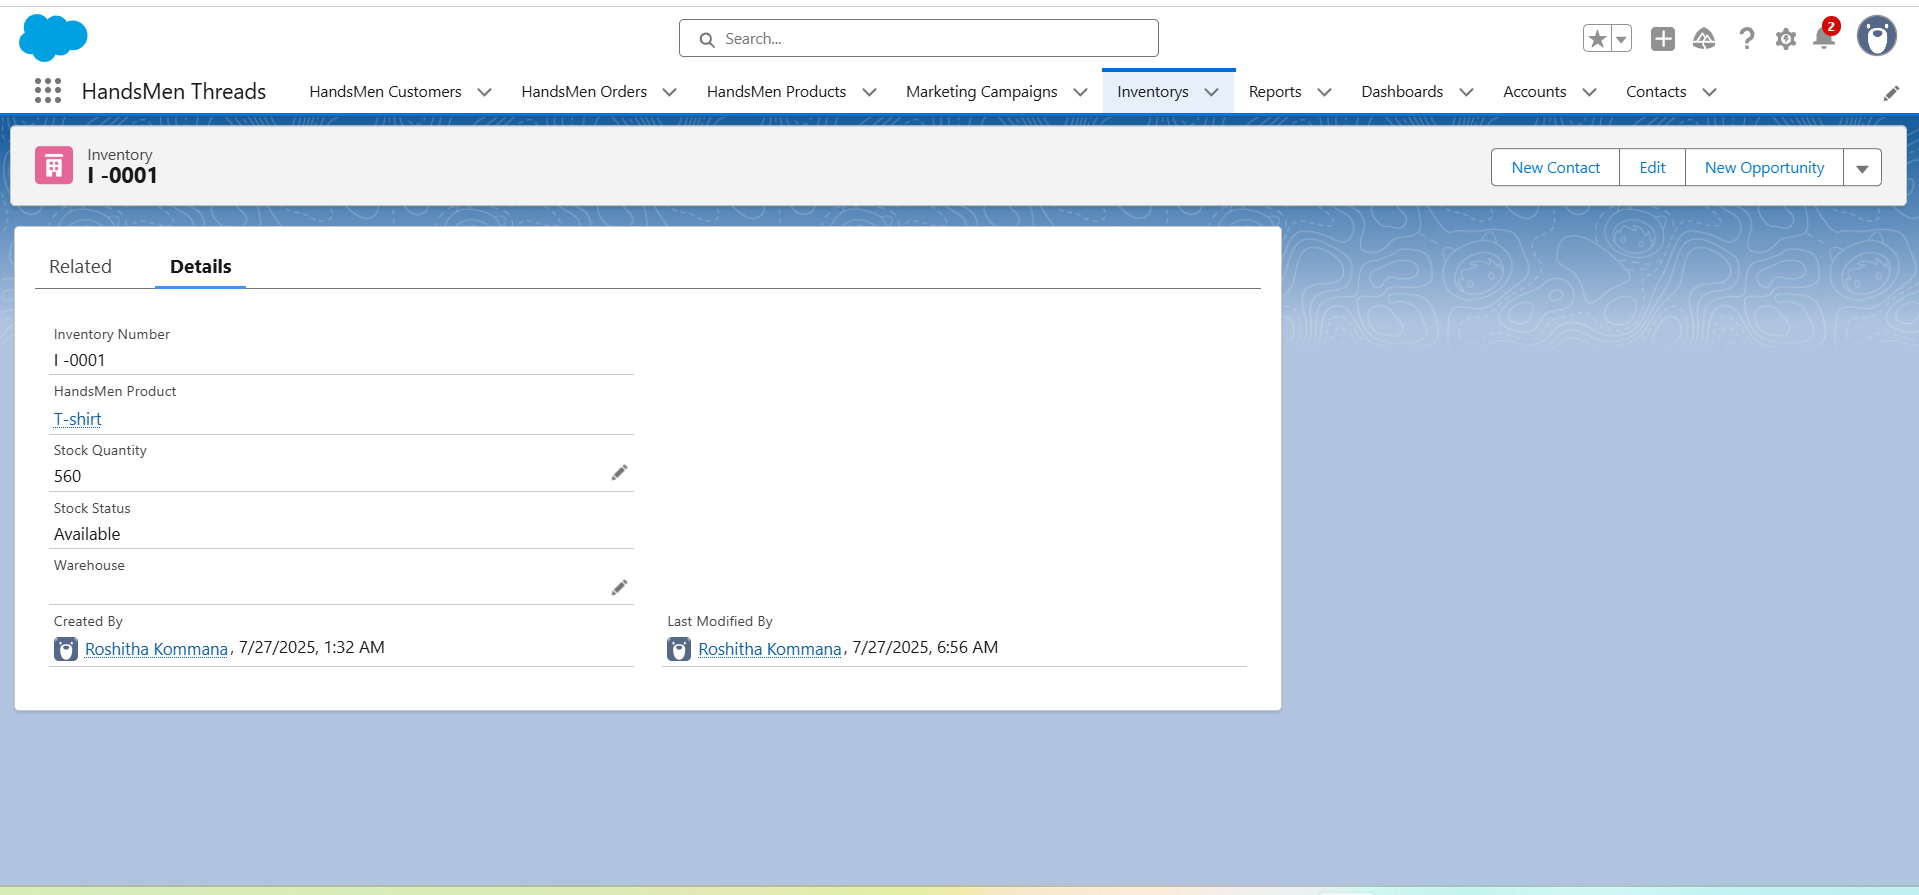 Search...
2
HandsMen Threads
HandsMen Customers
HandsMen Orders
HandsMen Products
Marketing Campaigns
Inventorys
Reports
Dashboards
Accounts
Contacts
Inventory
I -0001
New Contact
Edit
New Opportunity
Related
Details
Inventory Number
I -0001
HandsMen Product
T-shirt
Stock Quantity
560
Stock Status
Available
Warehouse
Created By
Roshitha Kommana, 7/27/2025, 1:32 AM
Last Modified By
Roshitha Kommana, 7/27/2025, 6:56 AM